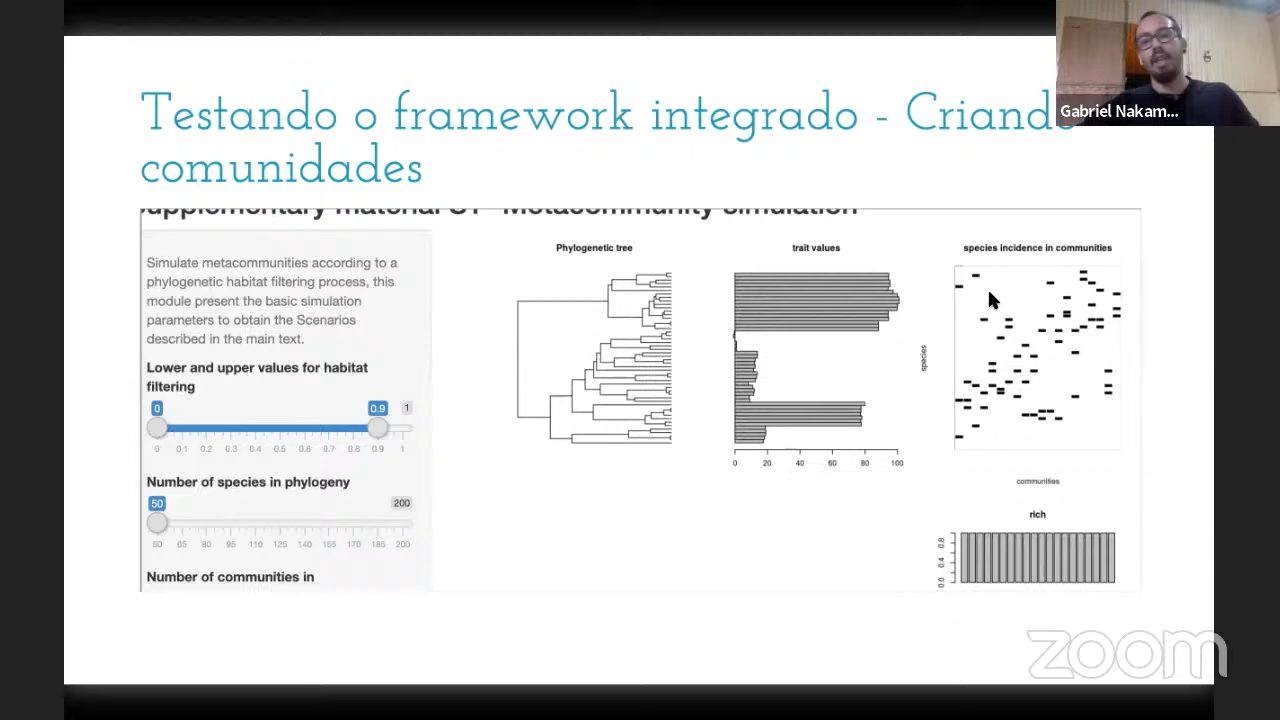 Testando o framework integrado - Criando
comunidades
Gabriel Nakam...
Supplementary material S1 - Metacommunity simulation
Simulate metacommunities according to a
phylogenetic habitat filtering process, this
module present the basic simulation
parameters to obtain the Scenarios
described in the main text.
Lower and upper values for habitat
filtering
0 0.9 1
0 0.1 0.2 0.3 0.4 0.5 0.6 0.7 0.8 0.9 1
Number of species in phylogeny
50 200
50 65 80 95 110 125 140 155 170 185 200
Number of communities in
Phylogenetic tree
trait values
0 20 40 60 80 100
species incidence in communities
species
communities
rich
0.0 0.4 0.8
zoom